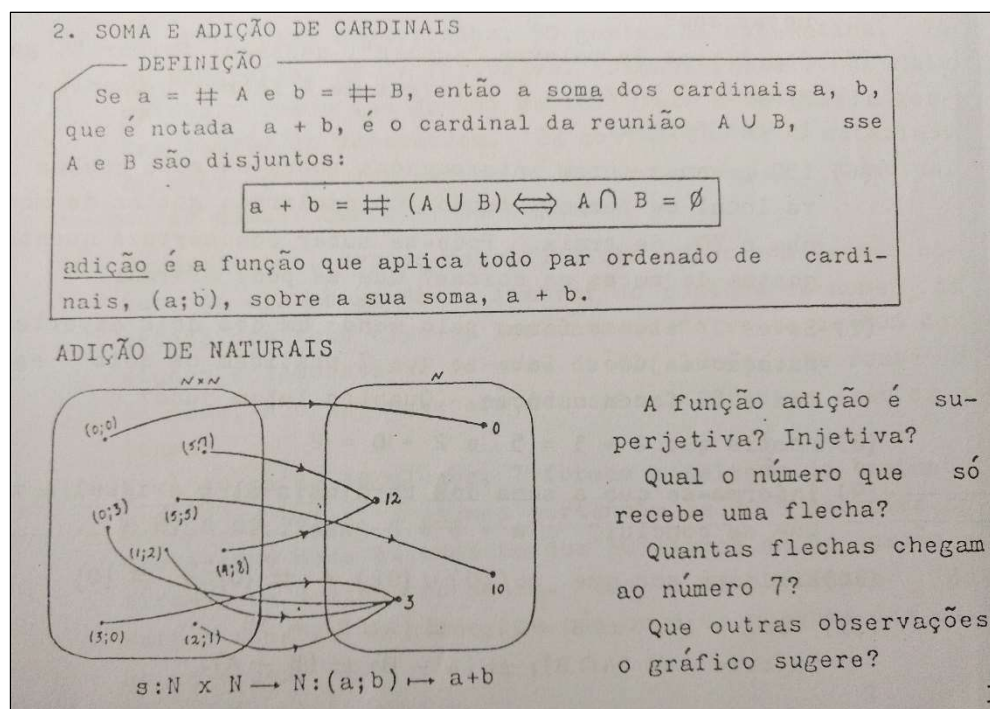 2. SOMA E ADIÇÃO DE CARDINAIS
DEFINIÇÃO
Se a = # A e b = # B, então a soma dos cardinais a, b,
que é notada a + b, é o cardinal da reunião A ∪ B, sse
A e B são disjuntos:
a + b = # (A ∪ B) ⟺ A ∩ B = ∅
adição é a função que aplica todo par ordenado de cardi-
nais, (a;b), sobre a sua soma, a + b.
ADIÇÃO DE NATURAIS
N × N
N
(0;0)
0
(5;7)
12
(0;3)
(5;5)
(1;2)
(4;8)
10
3
(3;0)
(2;1)
s:N x N → N:(a;b) ↦ a+b
A função adição é su-
perjetiva? Injetiva?
Qual o número que só
recebe uma flecha?
Quantas flechas chegam
ao número 7?
Que outras observações
o gráfico sugere?